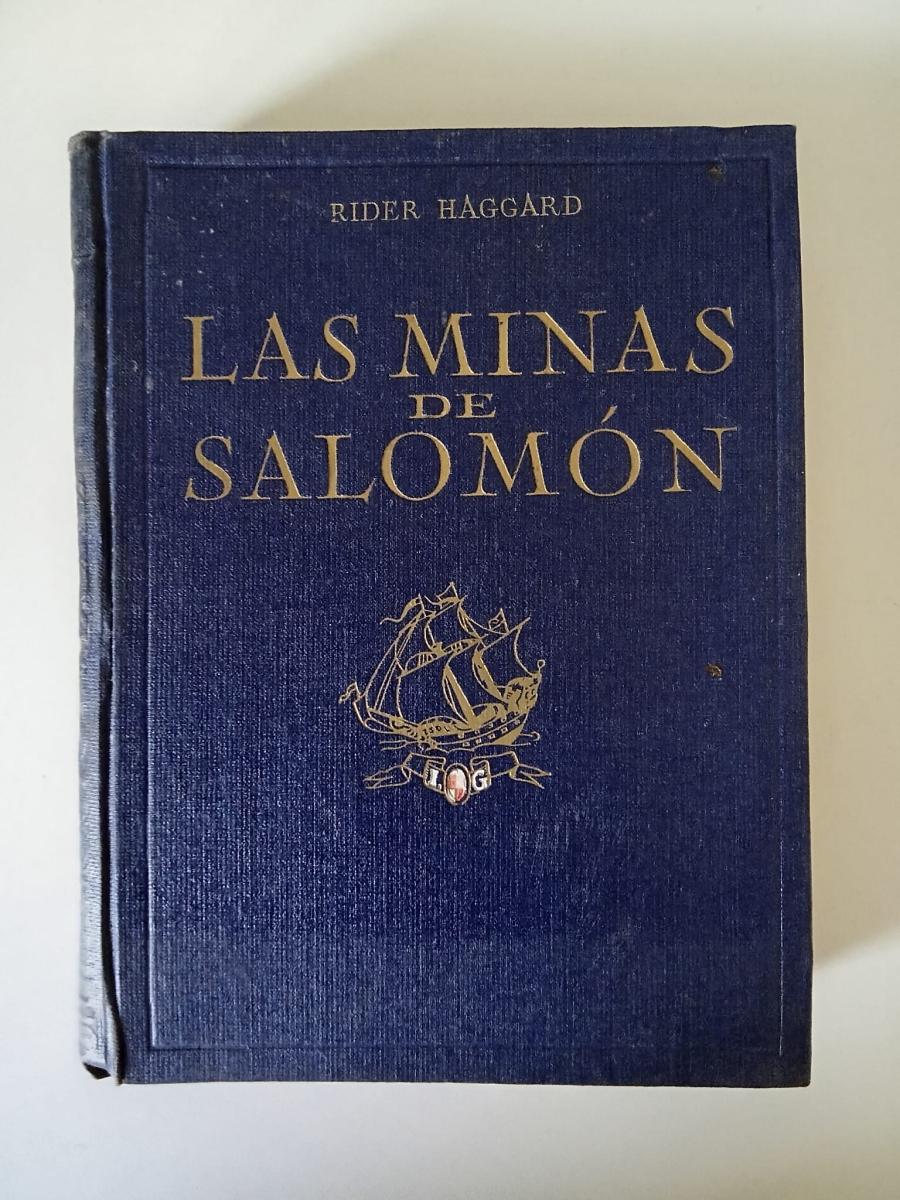 RIDER HAGGARD
LAS MINAS
DE
SALOMÓN
I. G